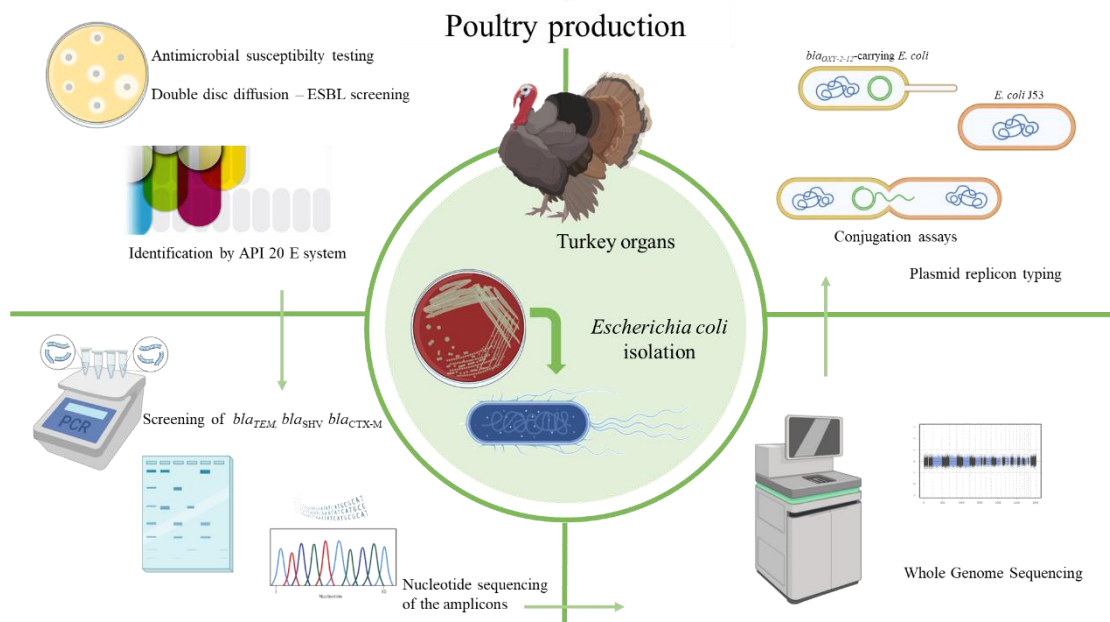 Poultry production
Antimicrobial susceptibilty testing
Double disc diffusion – ESBL screening
Identification by API 20 E system
Turkey organs
Escherichia coli
isolation
blaOXY-2-12-carrying E. coli
E. coli J53
Conjugation assays
Plasmid replicon typing
PCR
Screening of blaTEM, blaSHV blaCTX-M
Nucleotide
Nucleotide sequencing
of the amplicons
Whole Genome Sequencing